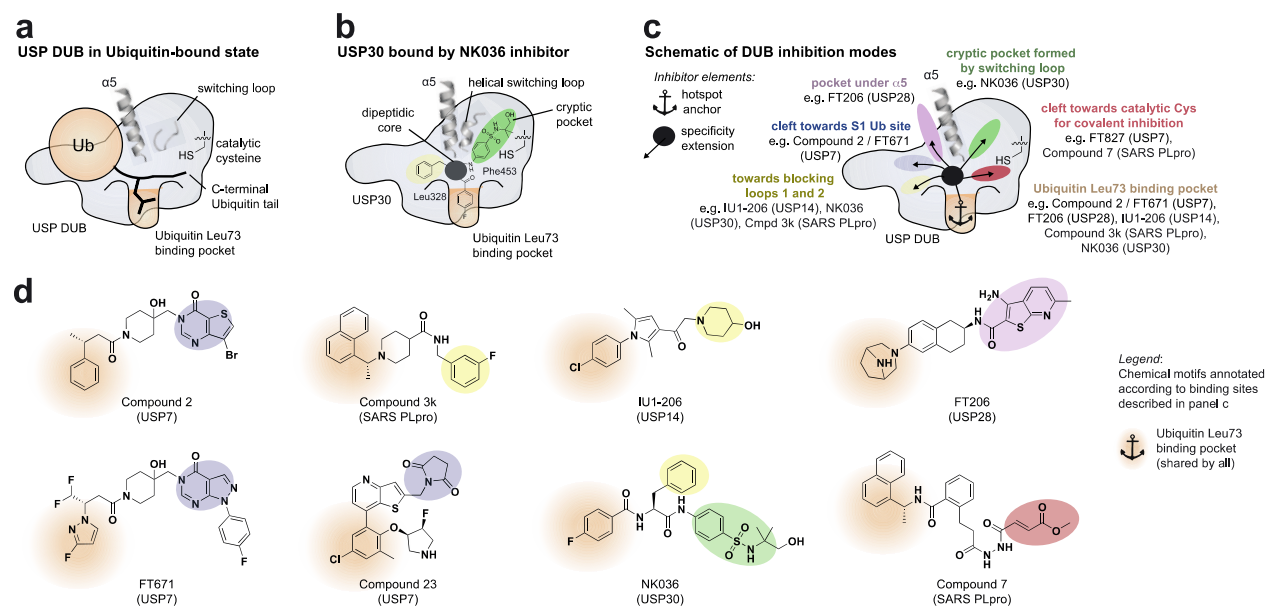 a
USP DUB in Ubiquitin-bound state
α5
switching loop
Ub
HS
catalytic
cysteine
C-terminal
Ubiquitin tail
USP DUB
Ubiquitin Leu73
binding pocket
b
USP30 bound by NK036 inhibitor
α5
helical switching loop
dipeptidic
core
cryptic
pocket
OH
HN
O
S
O
HS
NH
O
Phe453
HN
O
Leu328
F
USP30
Ubiquitin Leu73
binding pocket
c
Schematic of DUB inhibition modes
Inhibitor elements:
hotspot
anchor
specificity
extension
pocket under α5
e.g. FT206 (USP28)
α5
cryptic pocket formed
by switching loop
e.g. NK036 (USP30)
cleft towards S1 Ub site
e.g. Compound 2 / FT671
(USP7)
HS
cleft towards catalytic Cys
for covalent inhibition
e.g. FT827 (USP7),
Compound 7 (SARS PLpro)
towards blocking
loops 1 and 2
e.g. IU1-206 (USP14), NK036
(USP30), Cmpd 3k (SARS PLpro)
USP DUB
Ubiquitin Leu73 binding pocket
e.g. Compound 2 / FT671 (USP7),
FT206 (USP28), IU1-206 (USP14),
Compound 3k (SARS PLpro),
NK036 (USP30)
d
O
OH
N
S
N
N
O
Br
Compound 2
(USP7)
O
N
NH
F
Compound 3k
(SARS PLpro)
N
OH
N
O
Cl
IU1-206
(USP14)
H₂N
H
N
N
O
S
N
NH
FT206
(USP28)
Legend:
Chemical motifs annotated
according to binding sites
described in panel c
Ubiquitin Leu73
binding pocket
(shared by all)
O
OH
N
F
F
N
N
N
N
O
N
N
F
F
FT671
(USP7)
O
N
N
O
S
F
O
Cl
NH
Compound 23
(USP7)
O
H
N
N
H
O
F
O
S
O
N
H
OH
NK036
(USP30)
H
N
O
O
O
O
N
H
NH
O
Compound 7
(SARS PLpro)